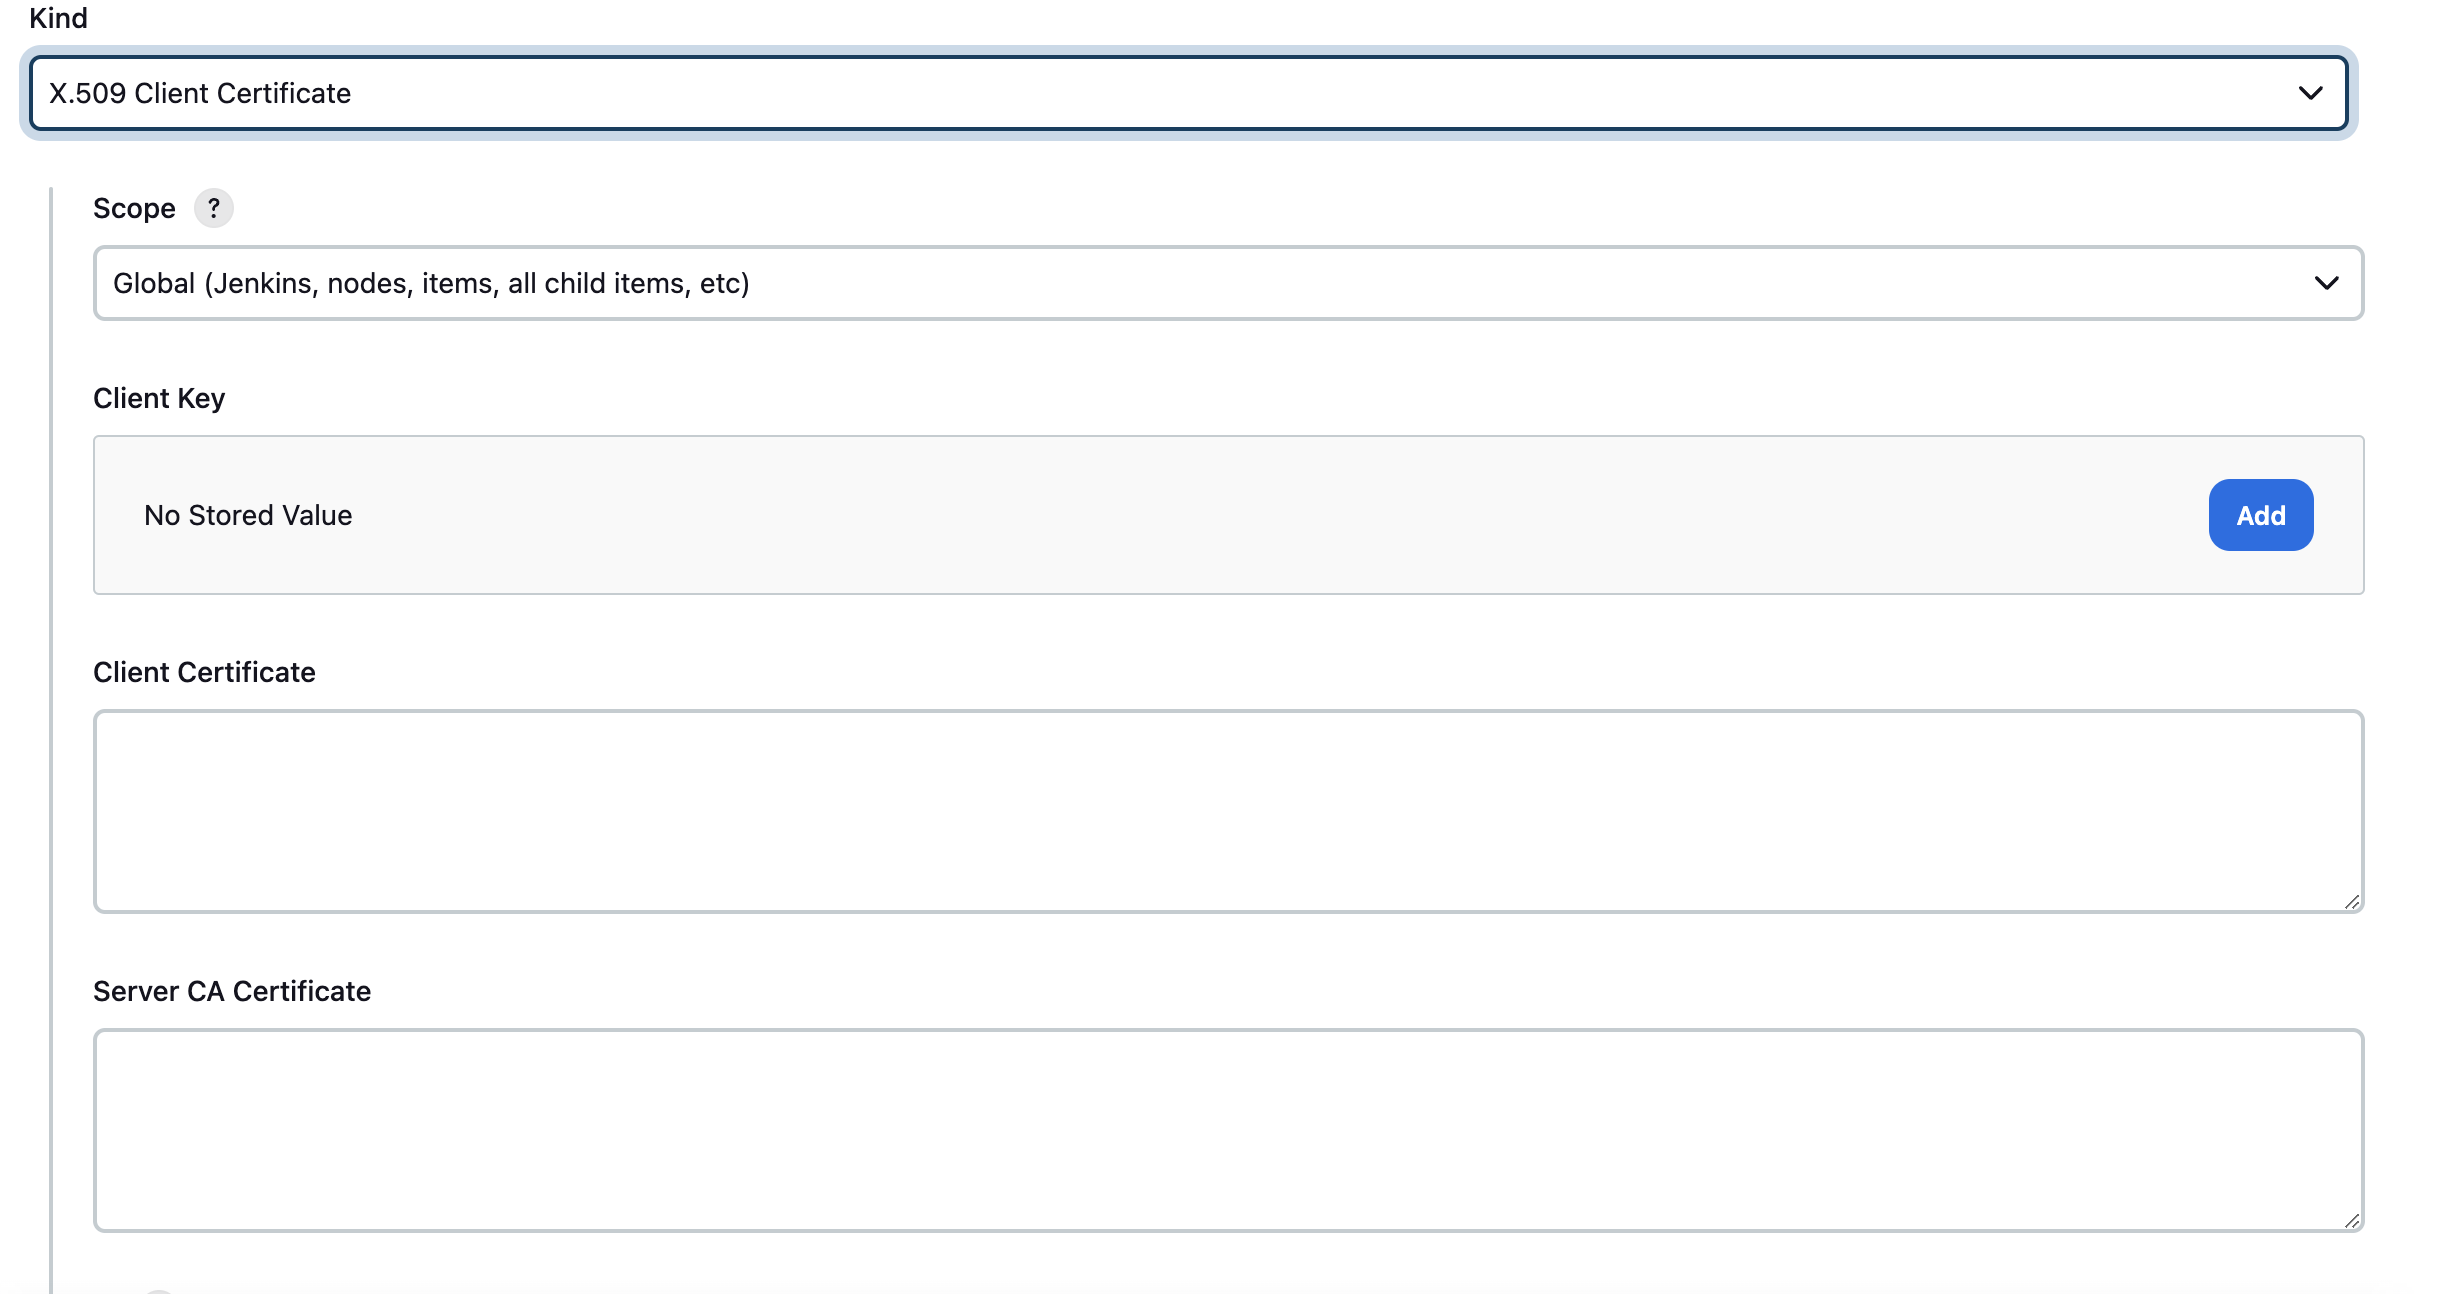 Kind
X.509 Client Certificate
Scope ?
Global (Jenkins, nodes, items, all child items, etc)
Client Key
No Stored Value
Add
Client Certificate
Server CA Certificate